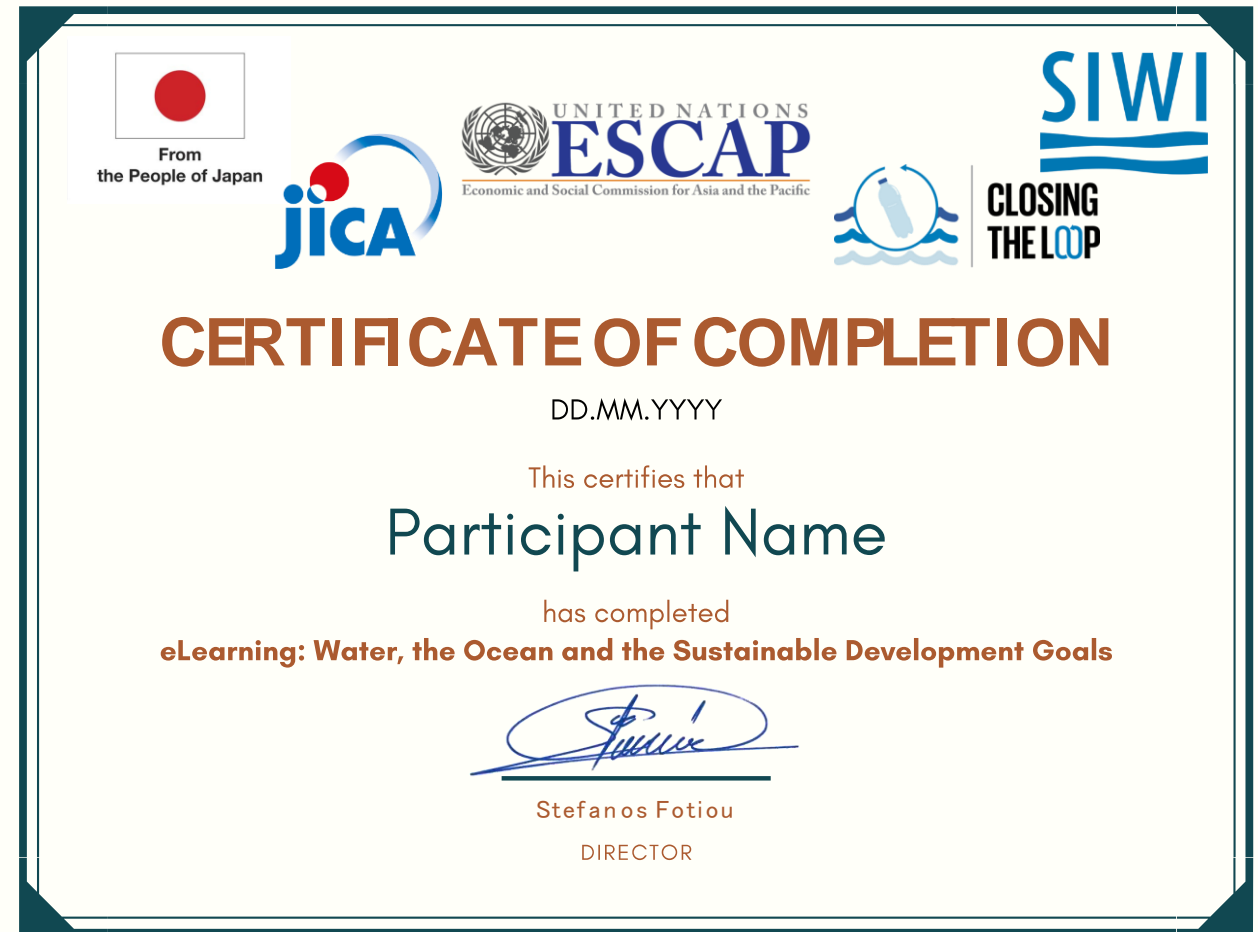 From
the People of Japan
jICA
UNITED NATIONS
ESCAP
Economic and Social Commission for Asia and the Pacific
SIWI
CLOSING
THE LOOP
CERTIFICATE OF COMPLETION
DD.MM.YYYY
This certifies that
Participant Name
has completed
eLearning: Water, the Ocean and the Sustainable Development Goals
Stefanos Fotiou
DIRECTOR